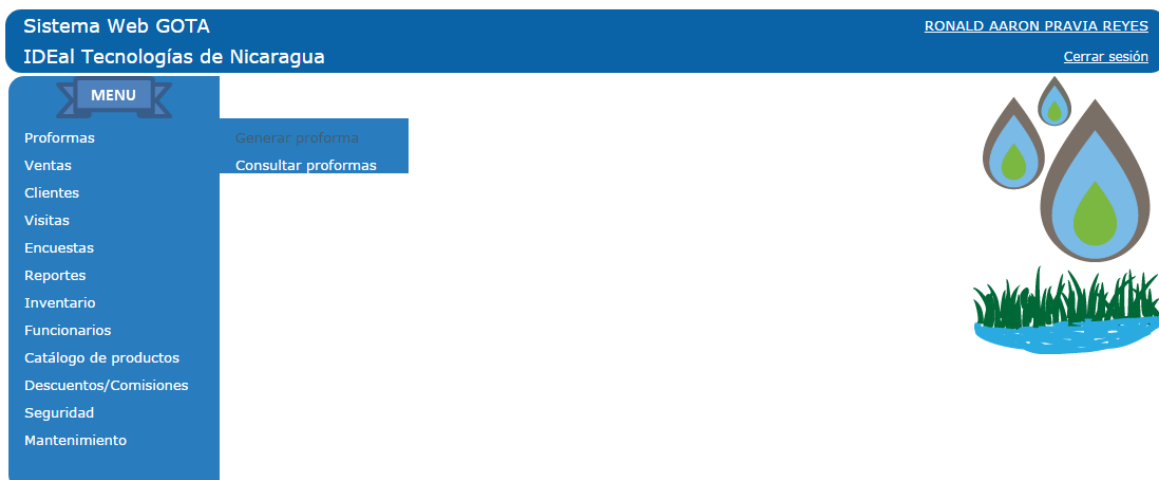 Sistema Web GOTA
RONALD AARON PRAVIA REYES
IDEal Tecnologías de Nicaragua
Cerrar sesión
MENU
Proformas
Generar proforma
Ventas
Consultar proformas
Clientes
Visitas
Encuestas
Reportes
Inventario
Funcionarios
Catálogo de productos
Descuentos/Comisiones
Seguridad
Mantenimiento